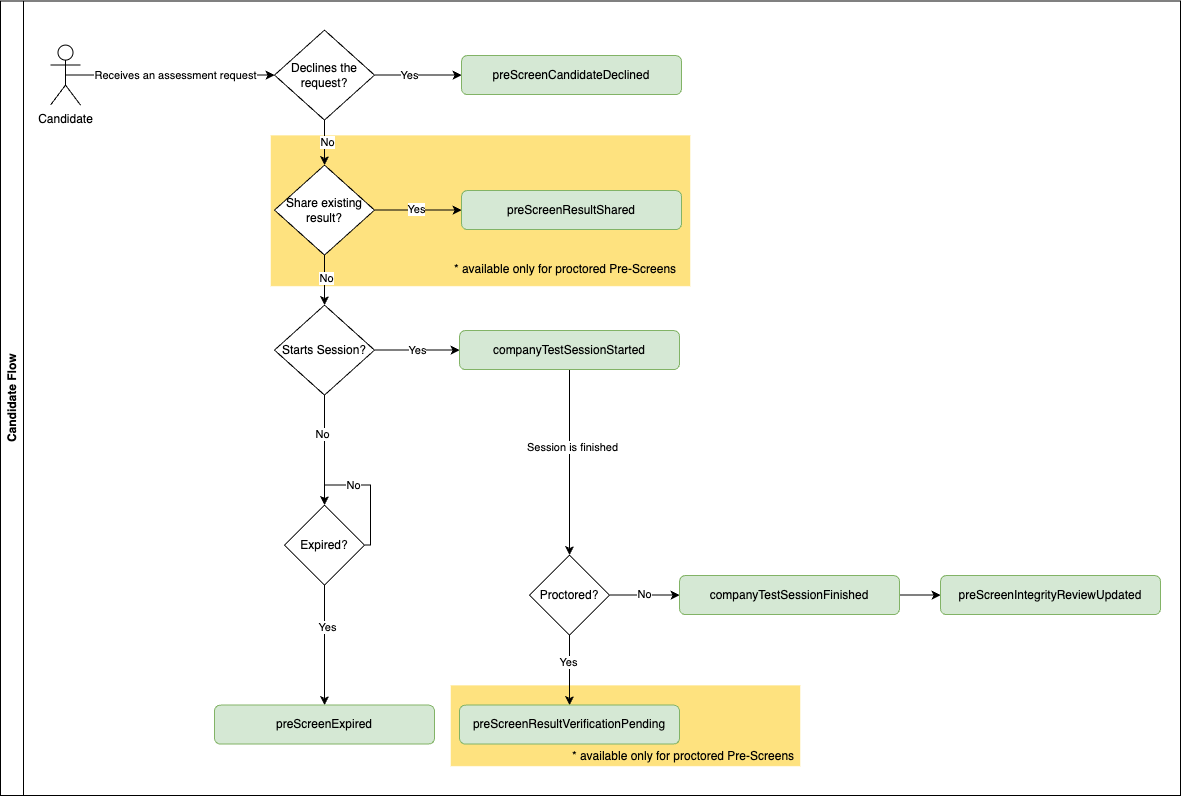 Candidate Flow
Receives an assessment request
Candidate
Declines the
request?
Yes
preScreenCandidateDeclined
No
Share existing
result?
Yes
preScreenResultShared
* available only for proctored Pre-Screens
No
Starts Session?
Yes
companyTestSessionStarted
No
Session is finished
No
Expired?
Yes
preScreenExpired
Proctored?
No
companyTestSessionFinished
preScreenIntegrityReviewUpdated
Yes
preScreenResultVerificationPending
* available only for proctored Pre-Screens